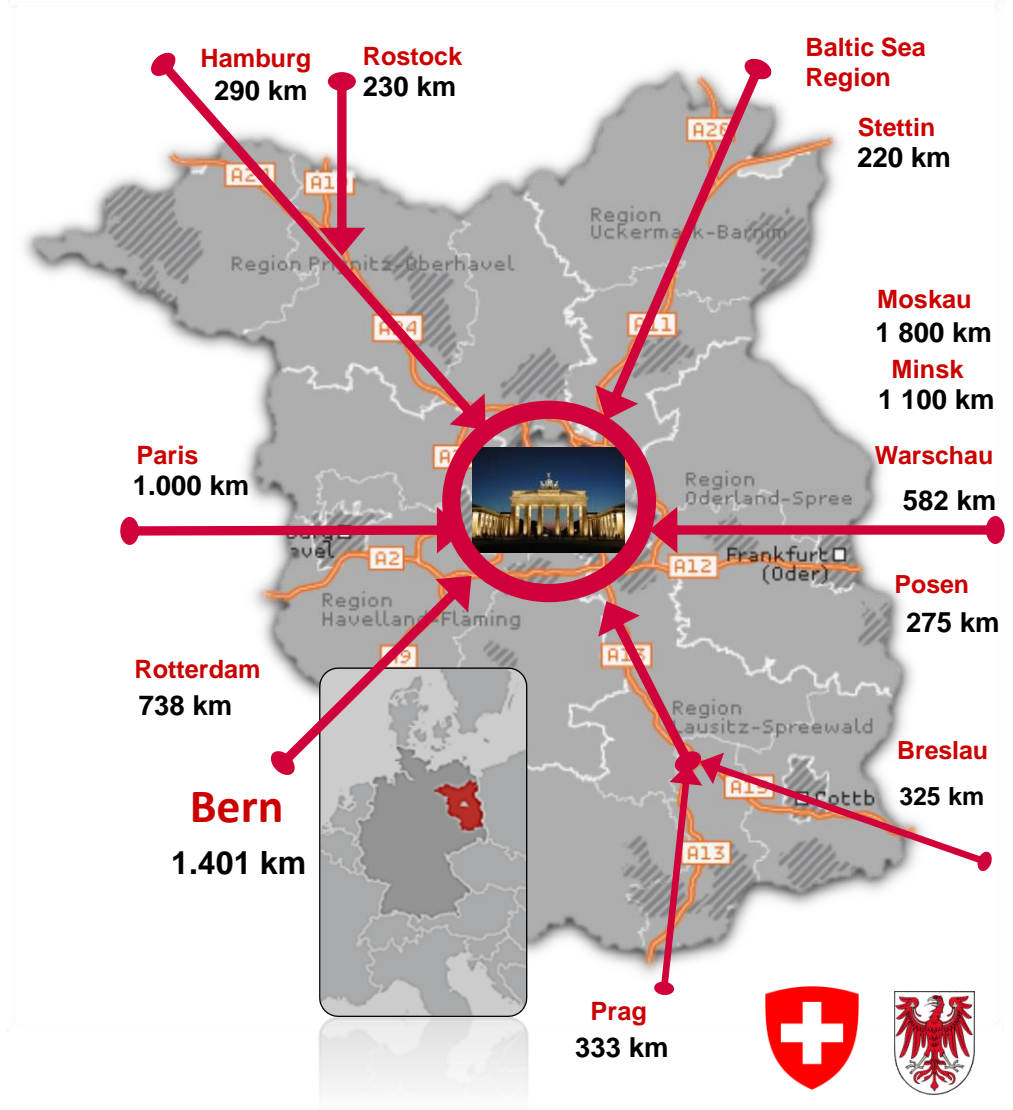 Hamburg
290 km
Rostock
230 km
Baltic Sea
Region
Stettin
220 km
A20
A24
A19
Region
Uckermark-Barnim
Region Prignitz-Oberhavel
Moskau
1 800 km
Minsk
1 100 km
A24
A11
Paris
1.000 km
Warschau
582 km
Region
Oderland-Spree
burg
avel
A2
A12
Frankfurt
(Oder)
Region
Havelland-Fläming
Posen
275 km
A9
A13
Rotterdam
738 km
Region
Lausitz-Spreewald
Breslau
325 km
A15
Cottb
Bern
1.401 km
A13
Prag
333 km